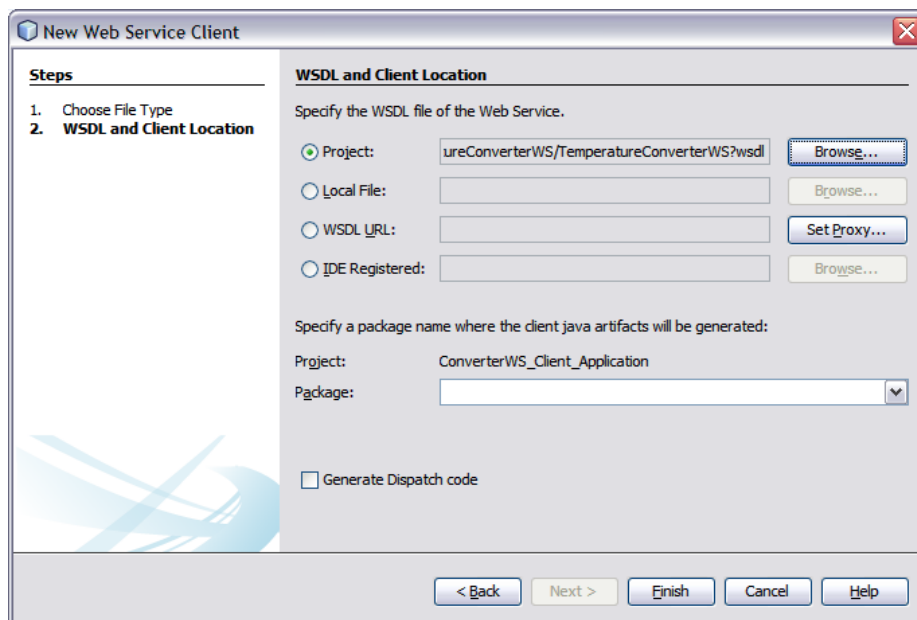 New Web Service Client
Steps
1. Choose File Type
2. WSDL and Client Location
WSDL and Client Location
Specify the WSDL file of the Web Service.
Project: ureConverterWS/TemperatureConverterWS?wsdl Browse...
Local File: Browse...
WSDL URL: Set Proxy...
IDE Registered: Browse...
Specify a package name where the client java artifacts will be generated:
Project: ConverterWS_Client_Application
Package:
Generate Dispatch code
< Back Next > Finish Cancel Help